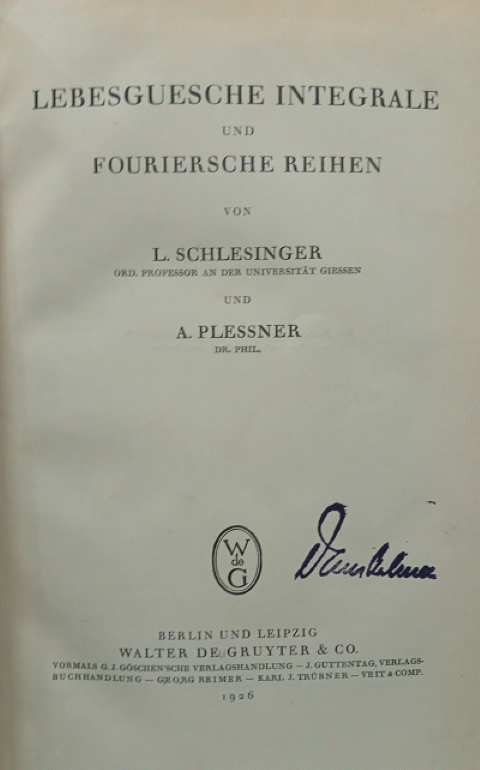 LEBESGUESCHE INTEGRALE
UND
FOURIERSCHE REIHEN
VON
L. SCHLESINGER
ORD. PROFESSOR AN DER UNIVERSITÄT GIESSEN
UND
A. PLESSNER
DR. PHIL.
W
de
G
BERLIN UND LEIPZIG
WALTER DE GRUYTER & CO.
VORMALS G. J. GÖSCHEN'SCHE VERLAGSHANDLUNG — J. GUTTENTAG, VERLAGS-
BUCHHANDLUNG — GEORG REIMER — KARL J. TRÜBNER — VEIT & COMP.
1926